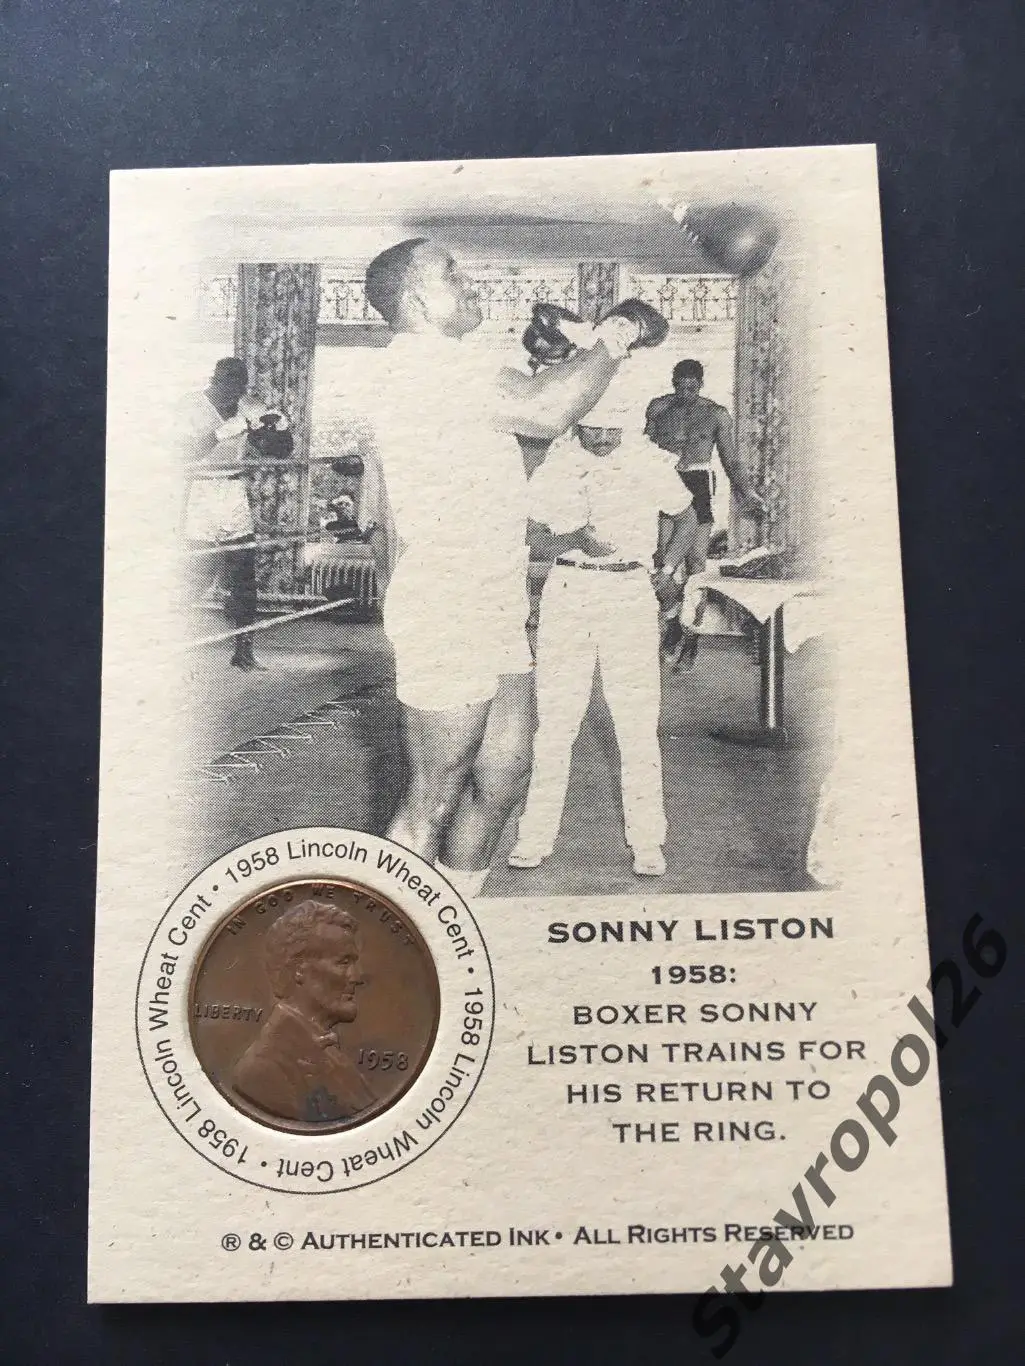 1958 Lincoln Wheat Cent • 1958 Lincoln Wheat Cent • 1958 Lincoln Wheat Cent •
IN GOD WE TRUST
LIBERTY
1958
SONNY LISTON
1958:
BOXER SONNY
LISTON TRAINS FOR
HIS RETURN TO
THE RING.
® & © AUTHENTICATED INK • ALL RIGHTS RESERVED
Stavropol26